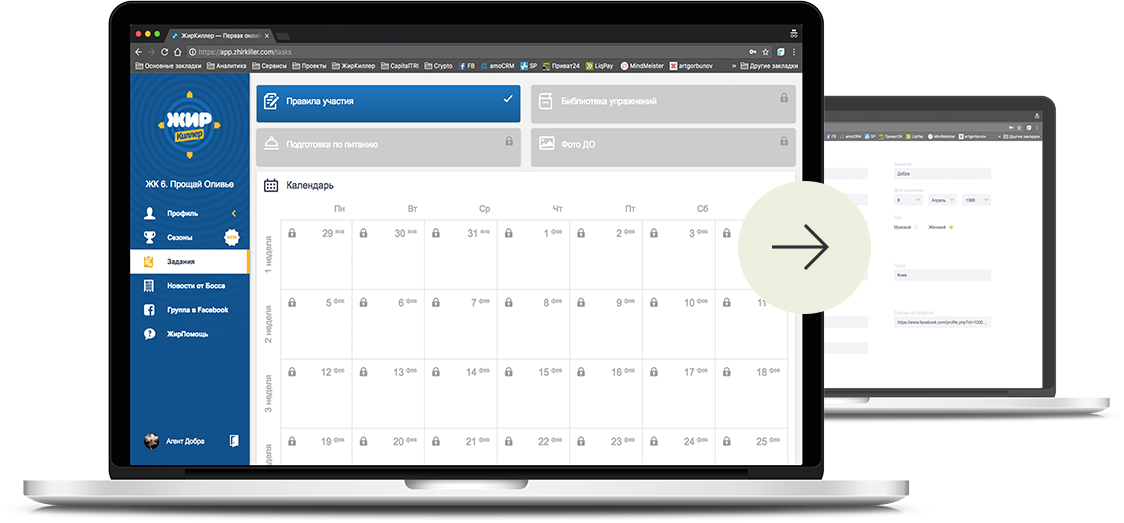 ЖирКиллер — Первая онлай
https://app.zhirkiller.com/tasks
Основные закладки Аналитика Сервисы Проекты ЖирКиллер CapitalTRI Crypto FB amoCRM SP Приват24 LiqPay MindMeister artgorbunov » Другие закладки
ЖИР
Киллер
ЖК 6. Прощай Оливье
Профиль
Сезоны
NEW
Задания
Новости от Босса
Группа в Facebook
ЖирПомощь
Агент Добра
Правила участия
Библиотека упражнений
Подготовка по питанию
Фото ДО
Календарь
Пн Вт Ср Чт Пт Сб
1 неделя
29 янв 30 янв 31 янв 1 фев 2 фев 3 фев
2 неделя
5 фев 6 фев 7 фев 8 фев 9 фев 10 фев 11
3 неделя
12 фев 13 фев 14 фев 15 фев 16 фев 17 фев 18 фев
неделя
19 фев 20 фев 21 фев 22 фев 23 фев 24 фев 25 фев
FB amoCRM SP Приват24 LiqPay MindMeister artgorbunov » Другие закладки
Добра
8 Апрель 1988
Пол
Мужской Женский
Город
Киев
Ссылка на Facebook
https://www.facebook.com/profile.php?id=1000...